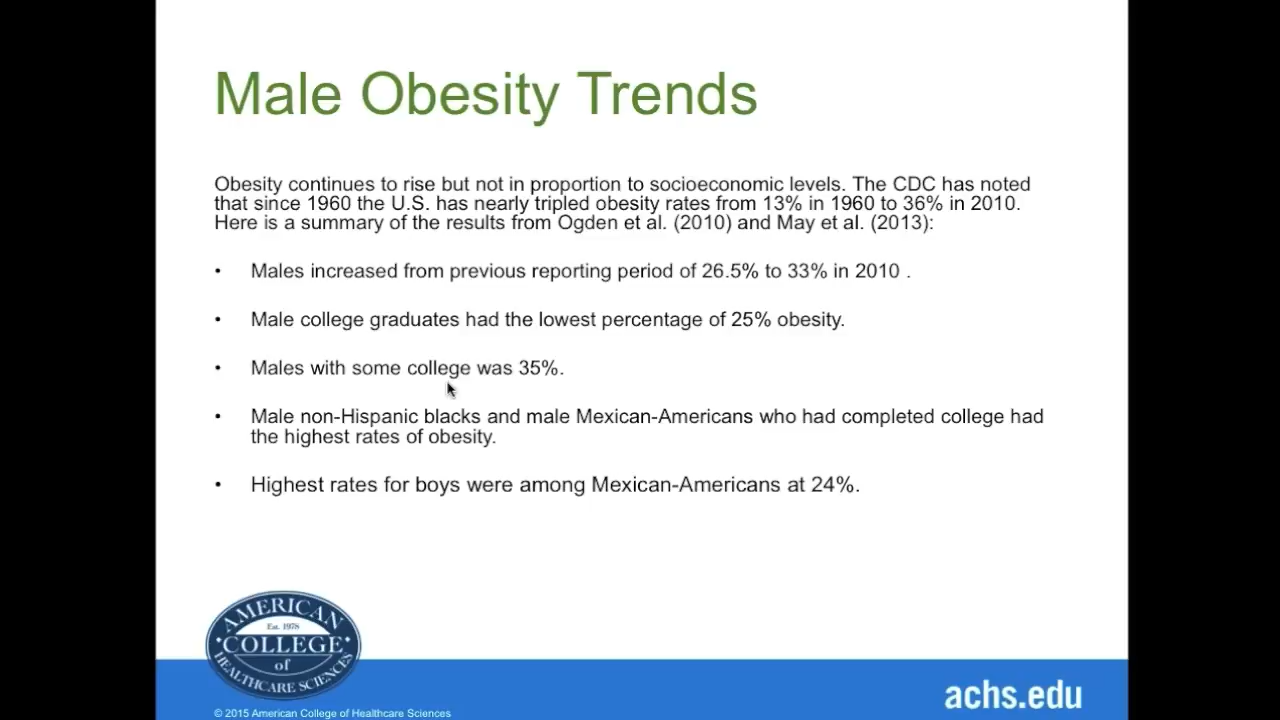 Male Obesity Trends
Obesity continues to rise but not in proportion to socioeconomic levels. The CDC has noted
that since 1960 the U.S. has nearly tripled obesity rates from 13% in 1960 to 36% in 2010.
Here is a summary of the results from Ogden et al. (2010) and May et al. (2013):
• Males increased from previous reporting period of 26.5% to 33% in 2010 .
• Male college graduates had the lowest percentage of 25% obesity.
• Males with some college was 35%.
• Male non-Hispanic blacks and male Mexican-Americans who had completed college had
the highest rates of obesity.
• Highest rates for boys were among Mexican-Americans at 24%.
AMERICAN
Est. 1978
COLLEGE
of
HEALTHCARE SCIENCES
achs.edu
© 2015 American College of Healthcare Sciences